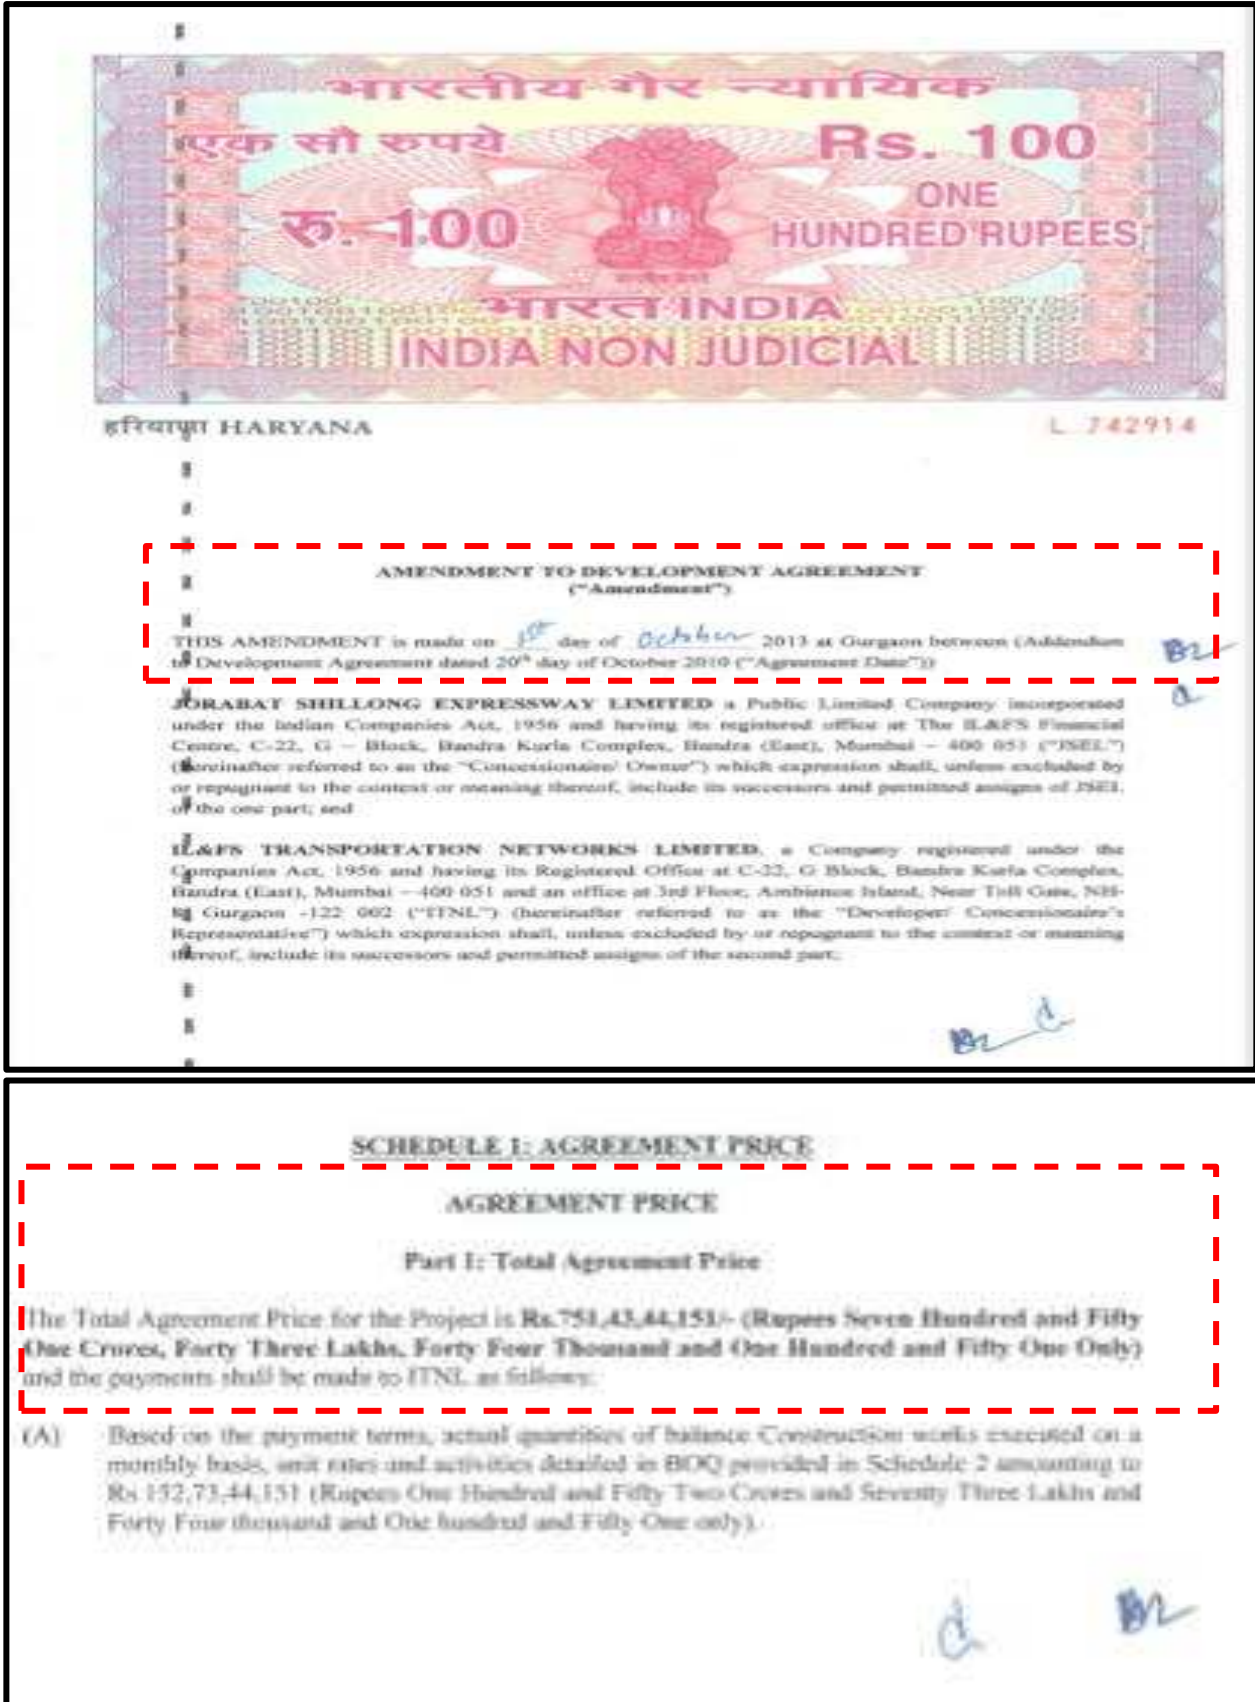 भारतीय गैर न्यायिक
एक सौ रुपये
Rs. 100
रु. 100
ONE
HUNDRED RUPEES
भारत INDIA
INDIA NON JUDICIAL
हरियाणा HARYANA
L 742914
AMENDMENT TO DEVELOPMENT AGREEMENT
("Amendment")
THIS AMENDMENT is made on 1st day of October 2013 at Gurgaon between (Addendum
to Development Agreement dated 20th day of October 2010 ("Agreement Date"))
JORABAT SHILLONG EXPRESSWAY LIMITED a Public Limited Company incorporated
under the Indian Companies Act, 1956 and having its registered office at The IL&FS Financial
Centre, C-22, G – Block, Bandra Kurla Complex, Bandra (East), Mumbai – 400 051 ("JSEL")
(hereinafter referred to as the "Concessionaire/ Owner") which expression shall, unless excluded by
or repugnant to the context or meaning thereof, include its successors and permitted assigns of JSEL
of the one part; and
IL&FS TRANSPORTATION NETWORKS LIMITED, a Company registered under the
Companies Act, 1956 and having its Registered Office at C-22, G Block, Bandra Kurla Complex,
Bandra (East), Mumbai – 400 051 and an office at 3rd Floor, Ambience Island, Near Toll Gate, NH-
Gurgaon -122 002 ("ITNL") (hereinafter referred to as the "Developer/ Concessionaire's
Representative") which expression shall, unless excluded by or repugnant to the context or meaning
thereof, include its successors and permitted assigns of the second part;
SCHEDULE 1: AGREEMENT PRICE
AGREEMENT PRICE
Part 1: Total Agreement Price
The Total Agreement Price for the Project is Rs.751,43,44,151/- (Rupees Seven Hundred and Fifty
One Crores, Forty Three Lakhs, Forty Four Thousand and One Hundred and Fifty One Only)
and the payments shall be made to ITNL as follows:
(A) Based on the payment terms, actual quantities of balance Construction works executed on a
monthly basis, unit rates and activities detailed in BOQ provided in Schedule 2 amounting to
Rs 152,73,44,151 (Rupees One Hundred and Fifty Two Crores and Seventy Three Lakhs and
Forty Four thousand and One hundred and Fifty One only).